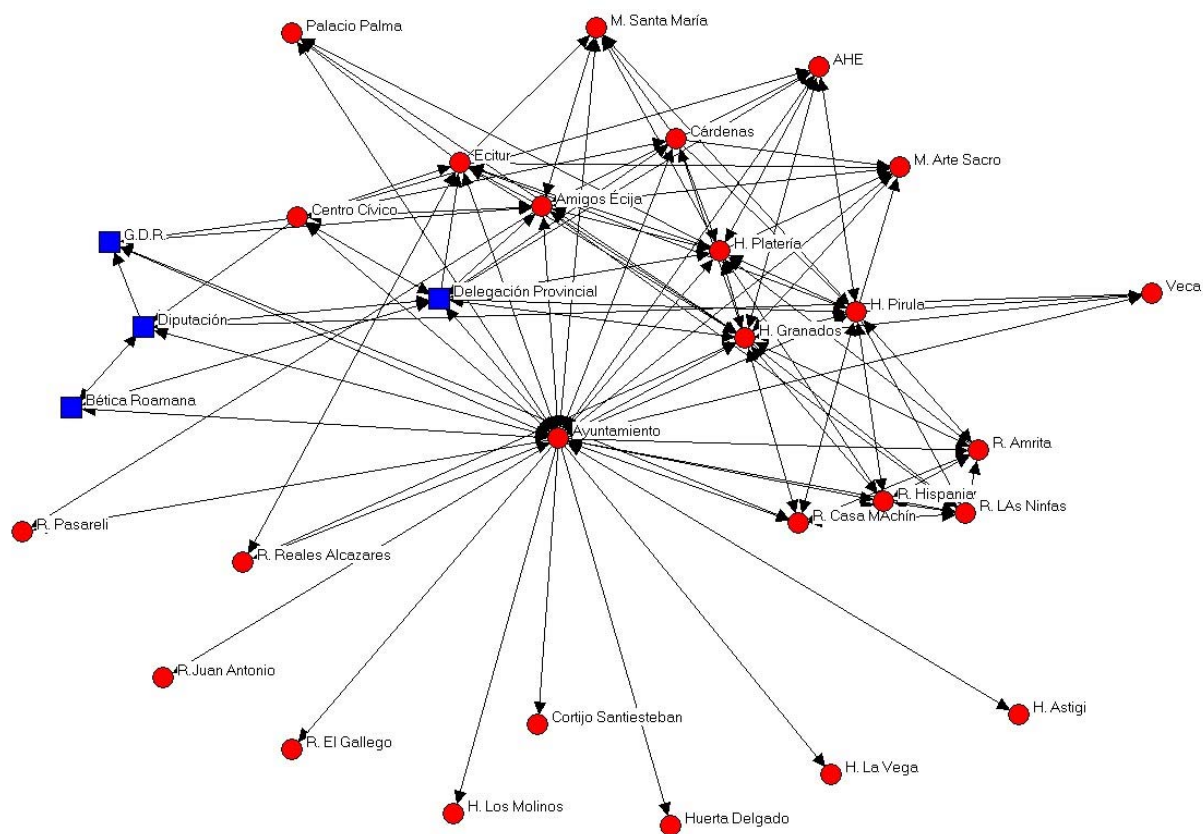 Palacio Palma
M. Santa María
AHE
Cárdenas
Ecitur
M. Arte Sacro
Amigos Écija
Centro Cívico
G.D.R.
H. Platería
Delegación Provincial
Veca
H. Pirula
Diputación
H. Granados
Bética Roamana
Ayuntamiento
R. Amrita
R. Hispania
R. LAs Ninfas
R. Casa MAchín
R. Pasareli
R. Reales Alcazares
R.Juan Antonio
H. Astigi
Cortijo Santiesteban
R. El Gallego
H. La Vega
H. Los Molinos
Huerta Delgado